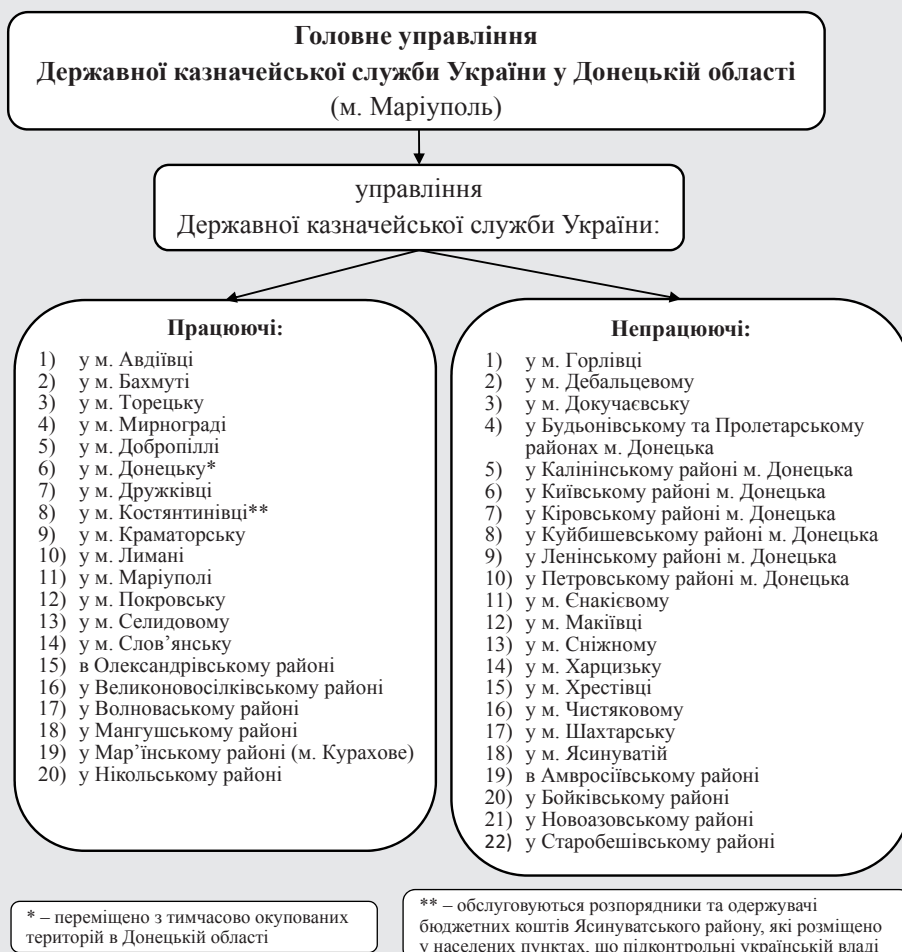 Головне управління
Державної казначейської служби України у Донецькій області
(м. Маріуполь)
управління
Державної казначейської служби України:
Працюючі:
1) у м. Авдіївці
2) у м. Бахмуті
3) у м. Торецьку
4) у м. Мирнограді
5) у м. Добропіллі
6) у м. Донецьку*
7) у м. Дружківці
8) у м. Костянтинівці**
9) у м. Краматорську
10) у м. Лимані
11) у м. Маріуполі
12) у м. Покровську
13) у м. Селидовому
14) у м. Слов’янську
15) в Олександрівському районі
16) у Великоновосілківському районі
17) у Волноваському районі
18) у Мангушському районі
19) у Мар’їнському районі (м. Курахове)
20) у Нікольському районі
Непрацюючі:
1) у м. Горлівці
2) у м. Дебальцевому
3) у м. Докучаєвську
4) у Будьонівському та Пролетарському
районах м. Донецька
5) у Калінінському районі м. Донецька
6) у Київському районі м. Донецька
7) у Кіровському районі м. Донецька
8) у Куйбишевському районі м. Донецька
9) у Ленінському районі м. Донецька
10) у Петровському районі м. Донецька
11) у м. Єнакієвому
12) у м. Макіївці
13) у м. Сніжному
14) у м. Харцизьку
15) у м. Хрестівці
16) у м. Чистяковому
17) у м. Шахтарську
18) у м. Ясинуватій
19) в Амвросіївському районі
20) у Бойківському районі
21) у Новоазовському районі
22) у Старобешівському районі
* – переміщено з тимчасово окупованих
територій в Донецькій області
** – обслуговуються розпорядники та одержувачі
бюджетних коштів Ясинуватського району, які розміщено
у населених пунктах, що підконтрольні українській владі